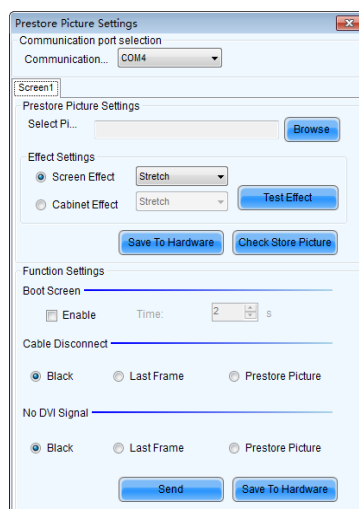 Prestore Picture Settings
Communication port selection
Communication... COM4
Screen1
Prestore Picture Settings
Select Pi... Browse
Effect Settings
Screen Effect Stretch
Cabinet Effect Stretch Test Effect
Save To Hardware Check Store Picture
Function Settings
Boot Screen
Enable Time: 2 s
Cable Disconnect
Black Last Frame Prestore Picture
No DVI Signal
Black Last Frame Prestore Picture
Send Save To Hardware